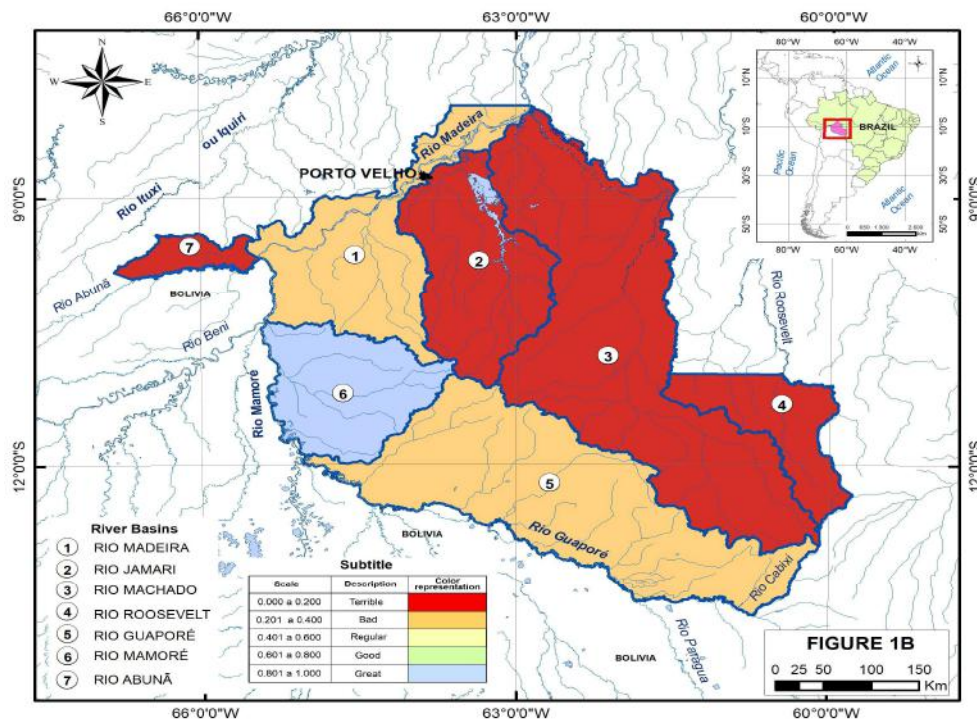 66°0'0"W 63°0'0"W 60°0'0"W
N
W E
S
80°W 60°W 40°W
Atlantic Ocean
10°N
BRAZIL
10°S
Pacific Ocean
30°S
Atlantic Ocean
50°S
80°W 60°W 40°W
Km
ou Iquiri
Rio Ituxi
Rio Madeira
PORTO VELHO
9°0'0"S
9°0'0"S
7
1
2
Rio Abunã
BOLIVIA
Rio Beni
Rio Roosevelt
3
6
4
Rio Mamoré
12°0'0"S
12°0'0"S
5
BOLIVIA
Rio Guaporé
Rio Cabixi
Rio Parágua
BOLIVIA
River Basins
1 RIO MADEIRA
2 RIO JAMARI
3 RIO MACHADO
4 RIO ROOSEVELT
5 RIO GUAPORÉ
6 RIO MAMORÉ
7 RIO ABUNÃ
Subtitle
Scale Description Color representation
0.000 a 0.200 Terrible
0.201 a 0.400 Bad
0.401 a 0.600 Regular
0.601 a 0.800 Good
0.801 a 1.000 Great
FIGURE 1B
0 25 50 100 150
Km
66°0'0"W 63°0'0"W 60°0'0"W